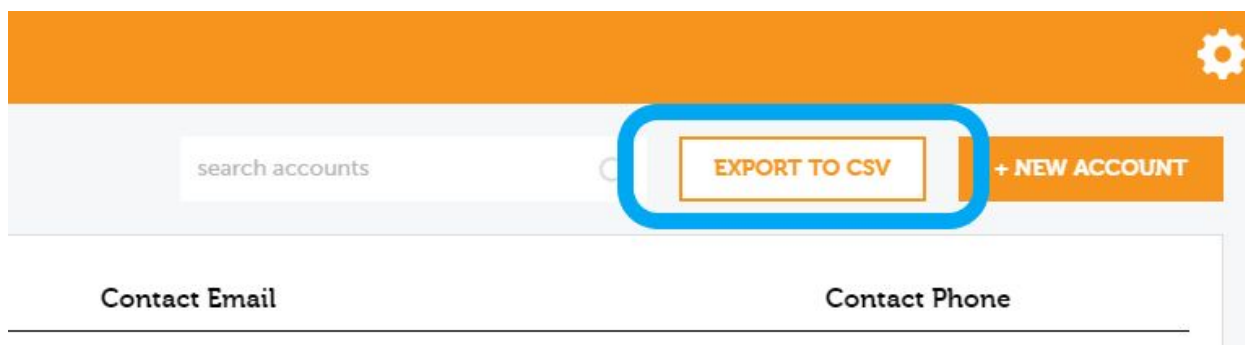 search accounts
EXPORT TO CSV
+ NEW ACCOUNT
Contact Email
Contact Phone